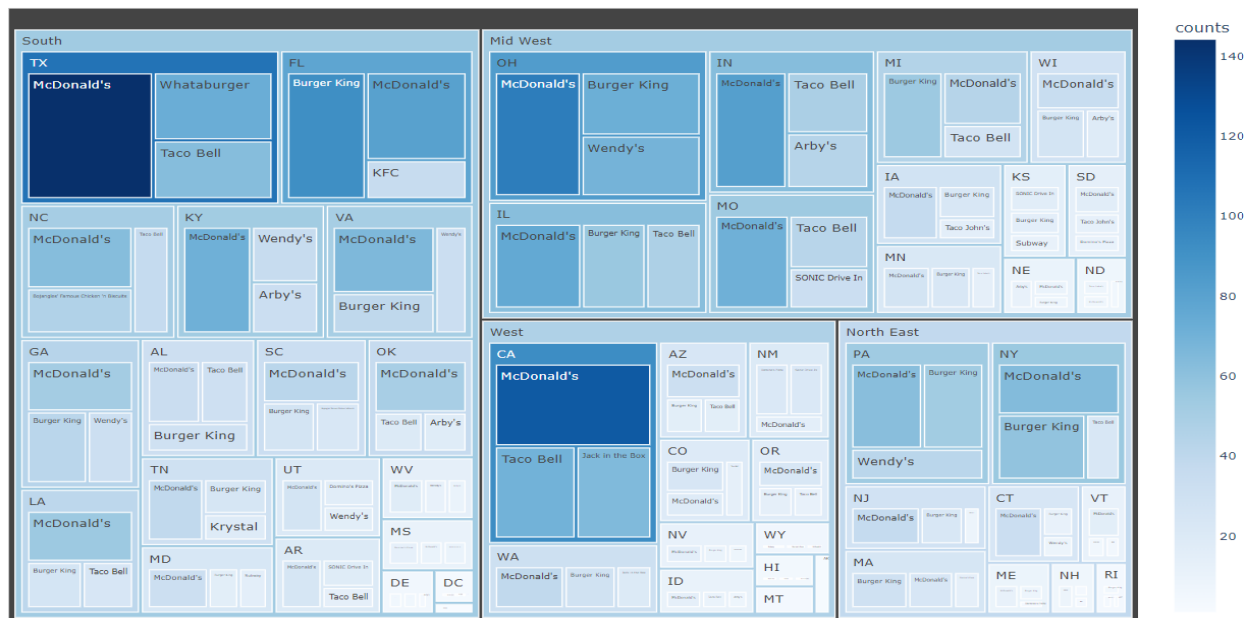 South
TX
McDonald's
Whataburger
Taco Bell
FL
Burger King
McDonald's
KFC
NC
McDonald's
Taco Bell
Bojangles' Famous Chicken 'n Biscuits
KY
McDonald's
Wendy's
Arby's
VA
McDonald's
Wendy's
Burger King
GA
McDonald's
Burger King
Wendy's
AL
McDonald's
Taco Bell
Burger King
SC
McDonald's
Burger King
OK
McDonald's
Taco Bell
Arby's
LA
McDonald's
Burger King
Taco Bell
TN
McDonald's
Burger King
Krystal
UT
McDonald's
Domino's Pizza
Wendy's
WV
McDonald's
MS
MD
McDonald's
AR
McDonald's
SONIC Drive In
Taco Bell
DE
DC
Mid West
OH
McDonald's
Burger King
Wendy's
IN
McDonald's
Taco Bell
Arby's
MI
Burger King
McDonald's
Taco Bell
WI
McDonald's
Burger King
Arby's
IL
McDonald's
Burger King
Taco Bell
MO
McDonald's
Taco Bell
SONIC Drive In
IA
McDonald's
Burger King
Taco John's
KS
SONIC Drive In
Burger King
Subway
SD
McDonald's
Taco John's
Domino's Pizza
MN
McDonald's
Burger King
NE
McDonald's
ND
West
CA
McDonald's
Taco Bell
Jack in the Box
AZ
McDonald's
Burger King
Taco Bell
NM
McDonald's
CO
Burger King
McDonald's
OR
McDonald's
Burger King
Taco Bell
WA
McDonald's
Burger King
NV
McDonald's
ID
McDonald's
WY
HI
MT
North East
PA
McDonald's
Burger King
Wendy's
NY
McDonald's
Burger King
Taco Bell
NJ
McDonald's
Burger King
CT
McDonald's
Wendy's
VT
MA
Burger King
McDonald's
ME
NH
RI
counts
140
120
100
80
60
40
20